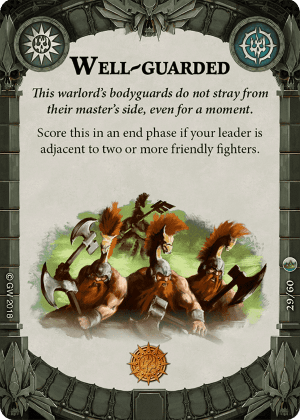 WELL-GUARDED
This warlord's bodyguards do not stray from
their master's side, even for a moment.
Score this in an end phase if your leader is
adjacent to two or more friendly fighters.
© GW 2018
29/60